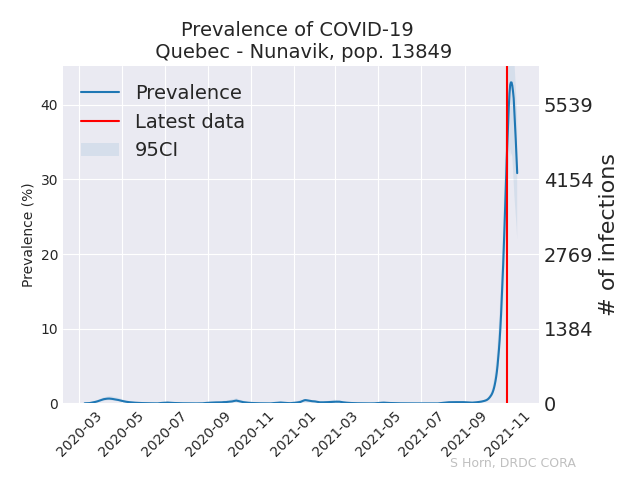 Prevalence of COVID-19
Quebec - Nunavik, pop. 13849
Prevalence
Latest data
95CI
Prevalence (%)
40
30
20
10
0
5539
4154
2769
1384
0
# of infections
2020-03
2020-05
2020-07
2020-09
2020-11
2021-01
2021-03
2021-05
2021-07
2021-09
2021-11
S Horn, DRDC CORA